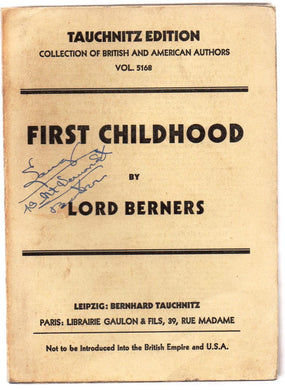 TAUCHNITZ EDITION
COLLECTION OF BRITISH AND AMERICAN AUTHORS
VOL. 5168
FIRST CHILDHOOD
BY
LORD BERNERS
LEIPZIG: BERNHARD TAUCHNITZ
PARIS: LIBRAIRIE GAULON & FILS, 39, RUE MADAME
Not to be introduced into the British Empire and U.S.A.